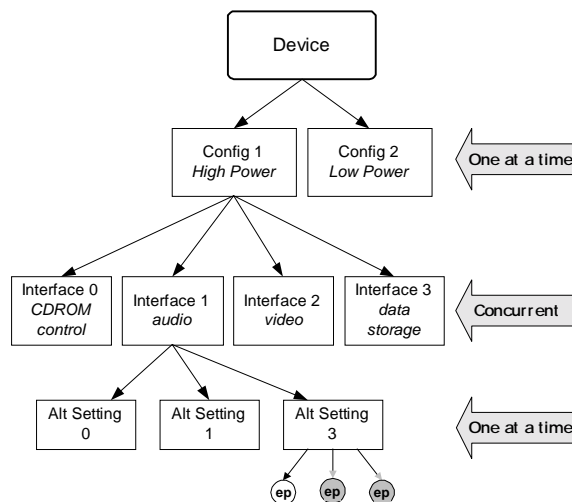 Device
Config 1
High Power
Config 2
Low Power
One at a time
Interface 0
CDROM
control
Interface 1
audio
Interface 2
video
Interface 3
data
storage
Concurrent
Alt Setting
0
Alt Setting
1
Alt Setting
3
One at a time
ep
ep
ep